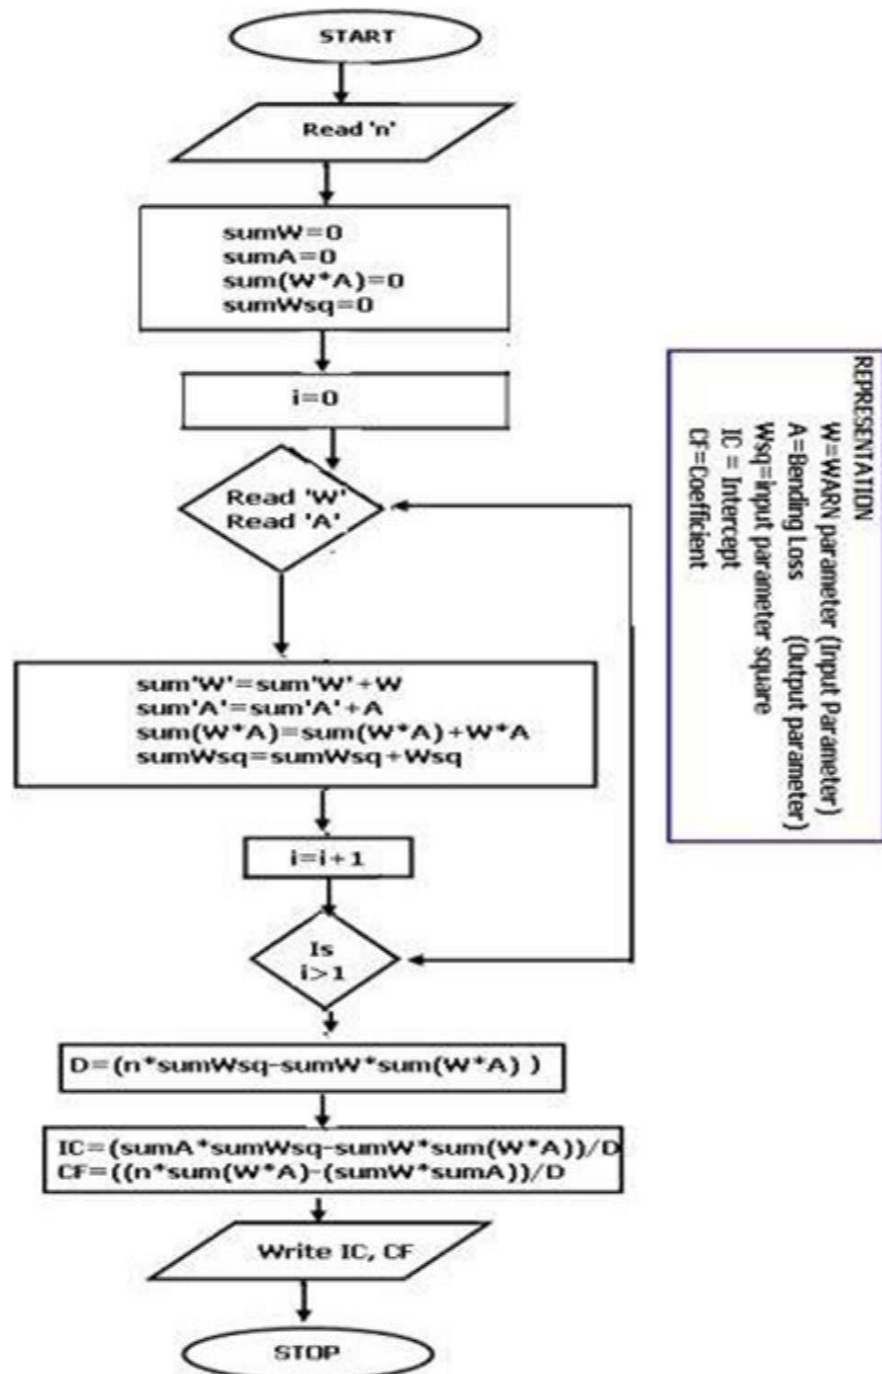 START
Read 'n'
sumW=0
sumA=0
sum(W*A)=0
sumWsq=0
i=0
Read 'W'
Read 'A'
sum'W'=sum'W'+W
sum'A'=sum'A'+A
sum(W*A)=sum(W*A)+W*A
sumWsq=sumWsq+Wsq
i=i+1
Is
i>1
D=(n*sumWsq-sumW*sum(W*A) )
IC=(sumA*sumWsq-sumW*sum(W*A))/D
CF=((n*sum(W*A)-(sumW*sumA))/D
Write IC, CF
STOP
REPRESENTATION
W=WARN parameter (Input Parameter)
A=Bending Loss (Output parameter)
Wsq=input parameter square
IC = Intercept
CF=Coefficient